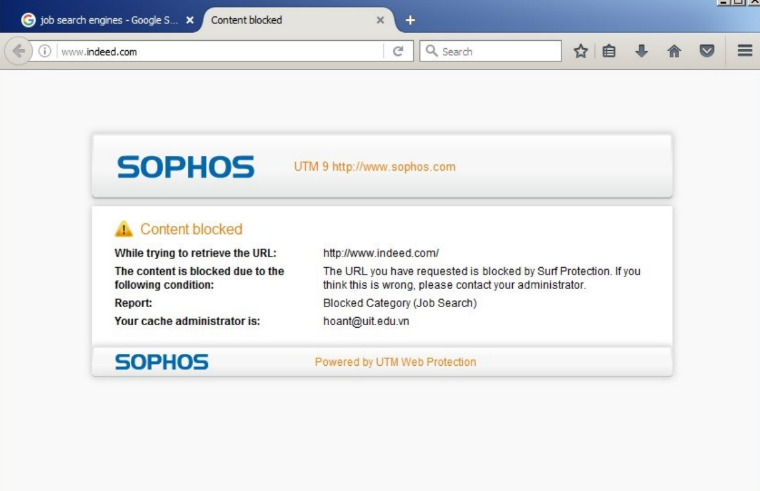 job search engines - Google S...
Content blocked
www.indeed.com
Search
SOPHOS
UTM 9 http://www.sophos.com
Content blocked
While trying to retrieve the URL: http://www.indeed.com/
The content is blocked due to the following condition: The URL you have requested is blocked by Surf Protection. If you think this is wrong, please contact your administrator.
Report: Blocked Category (Job Search)
Your cache administrator is: hoant@uit.edu.vn
SOPHOS
Powered by UTM Web Protection